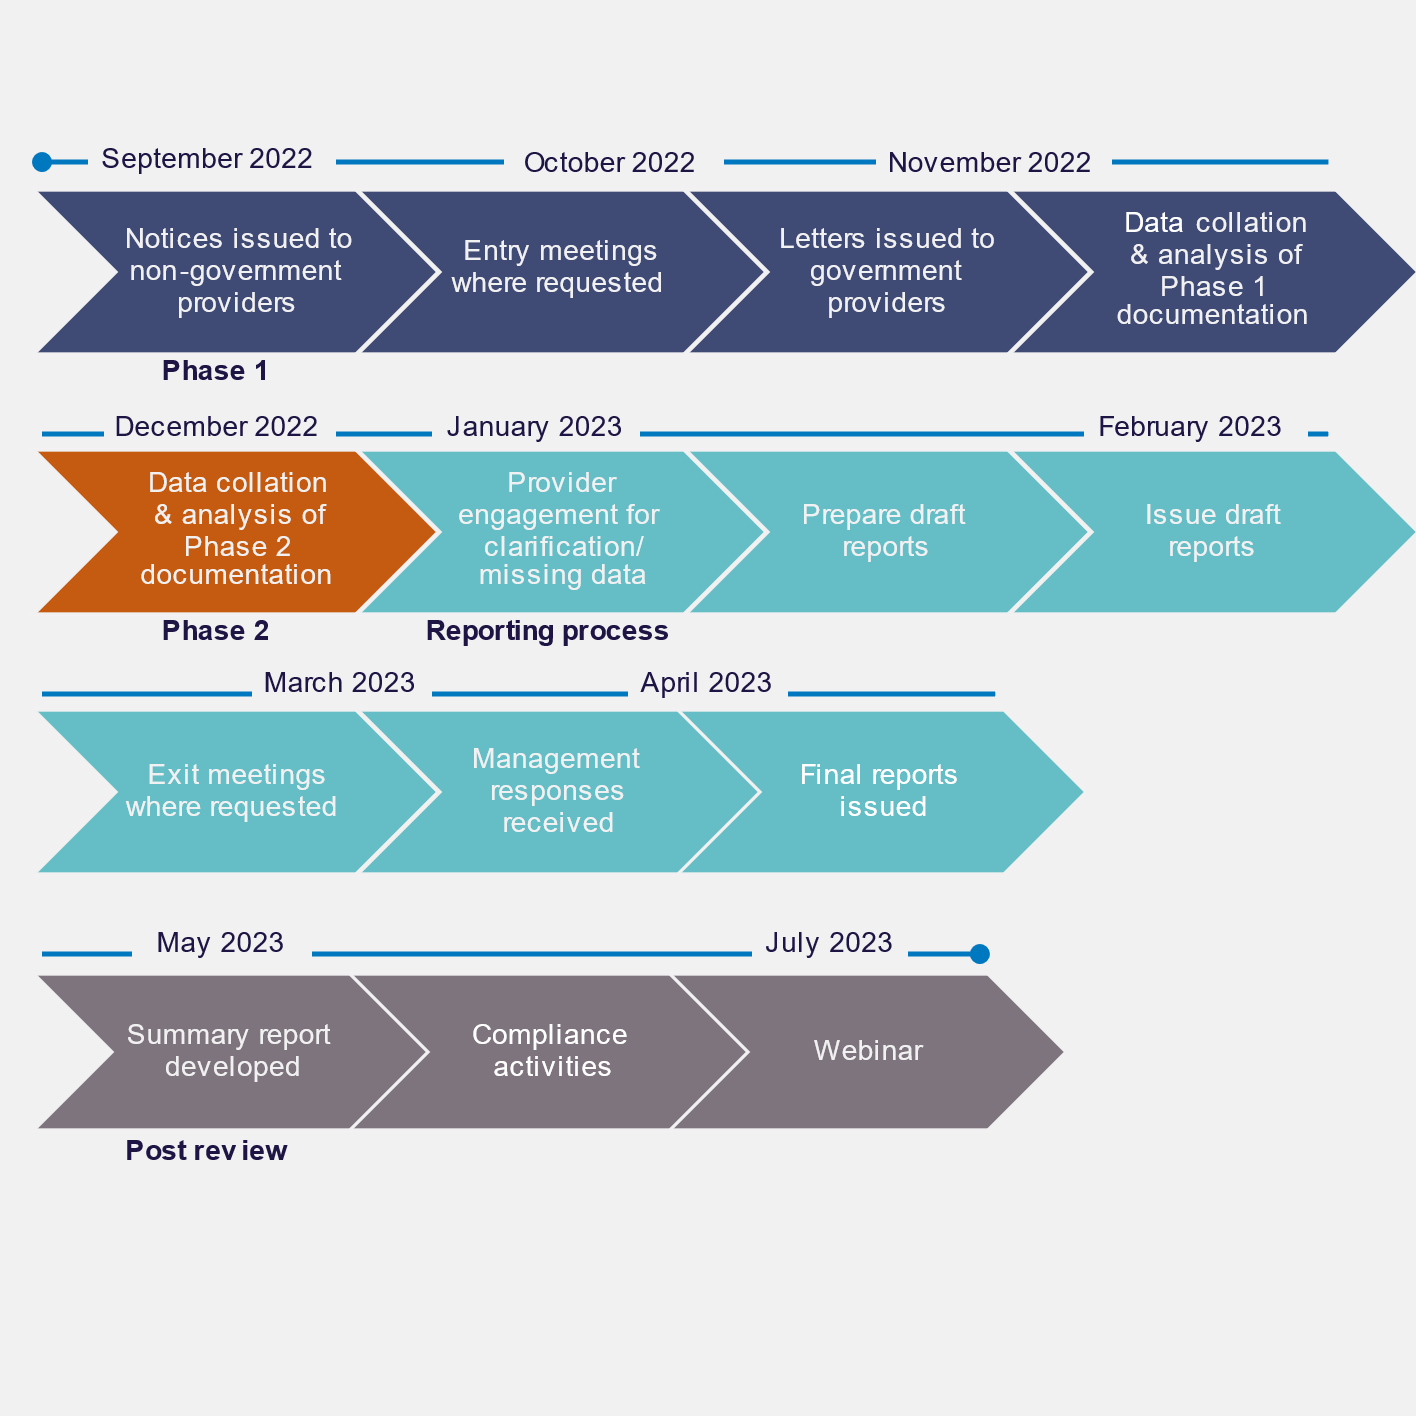 September 2022
October 2022
November 2022
Notices issued to
non-government
providers
Entry meetings
where requested
Letters issued to
government
providers
Data collation
& analysis of
Phase 1
documentation
Phase 1
December 2022
January 2023
February 2023
Data collation
& analysis of
Phase 2
documentation
Provider
engagement for
clarification/
missing data
Prepare draft
reports
Issue draft
reports
Phase 2
Reporting process
March 2023
April 2023
Exit meetings
where requested
Management
responses
received
Final reports
issued
May 2023
July 2023
Summary report
developed
Compliance
activities
Webinar
Post review